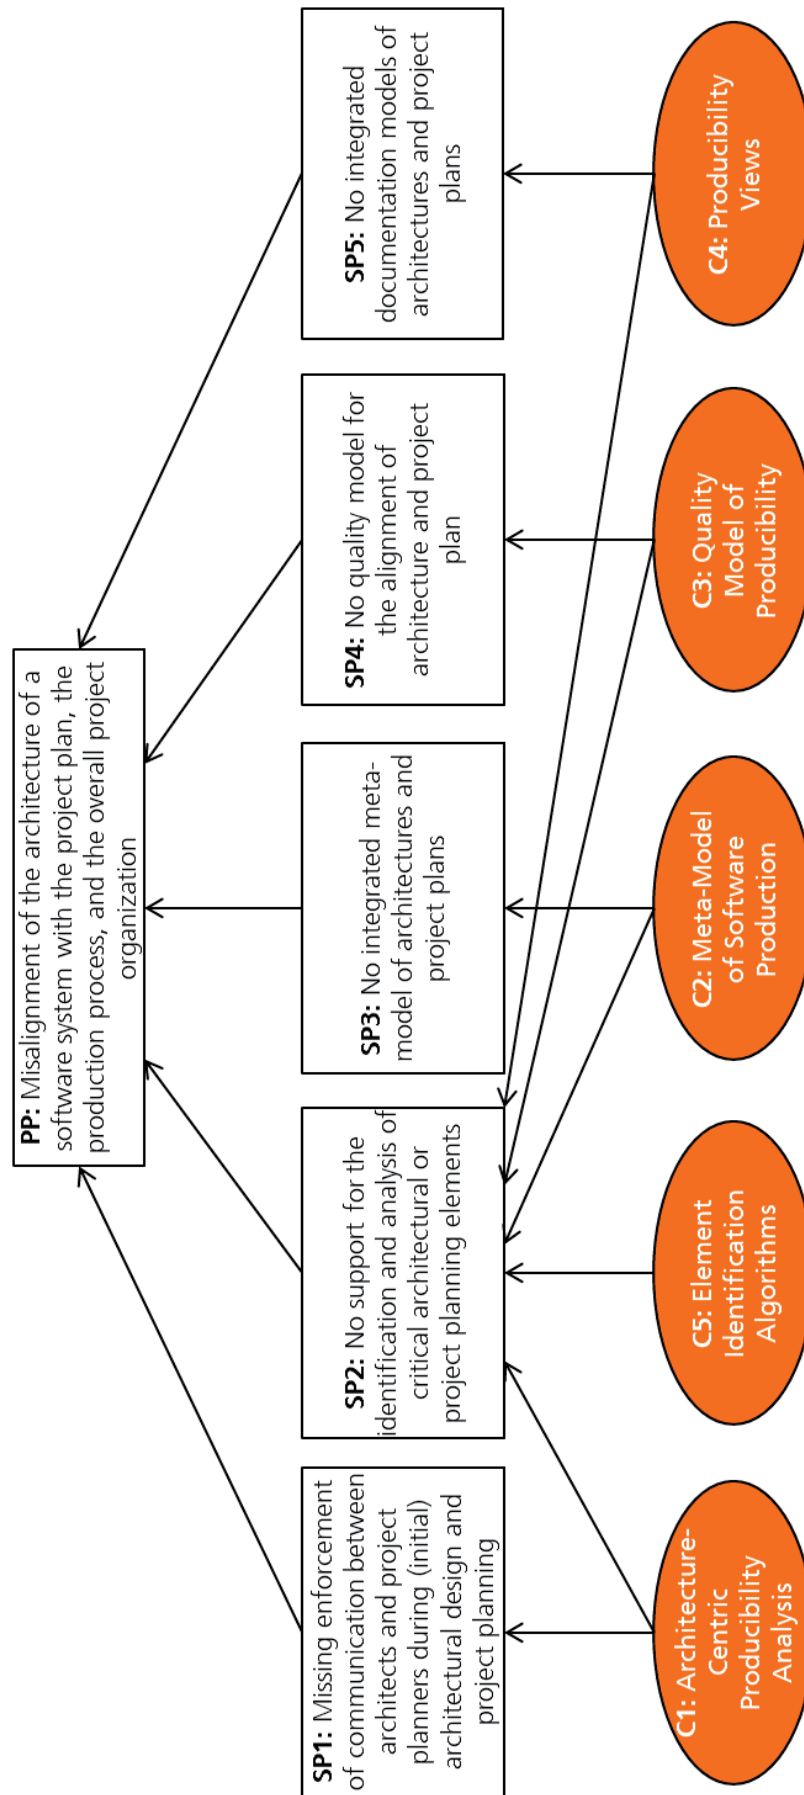 PP: Misalignment of the architecture of a
software system with the project plan, the
production process, and the overall project
organization
SP1: Missing enforcement
of communication between
architects and project
planners during (initial)
architectural design and
project planning
SP2: No support for the
identification and analysis of
critical architectural or
project planning elements
SP3: No integrated meta-
model of architectures and
project plans
SP4: No quality model for
the alignment of
architecture and project
plan
SP5: No integrated
documentation models of
architectures and project
plans
C1: Architecture-
Centric
Producibility
Analysis
C5: Element
Identification
Algorithms
C2: Meta-Model
of Software
Production
C3: Quality
Model of
Producibility
C4: Producibility
Views